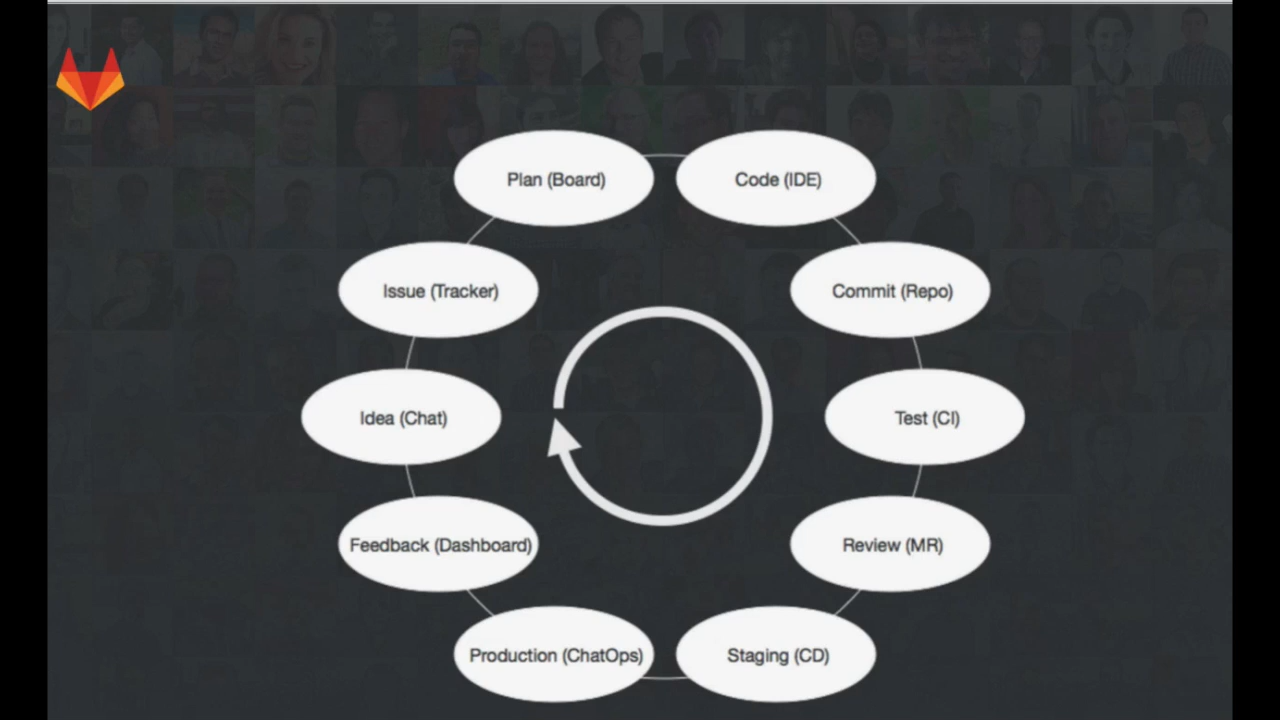 Plan (Board)
Code (IDE)
Issue (Tracker)
Commit (Repo)
Idea (Chat)
Test (CI)
Feedback (Dashboard)
Review (MR)
Production (ChatOps)
Staging (CD)